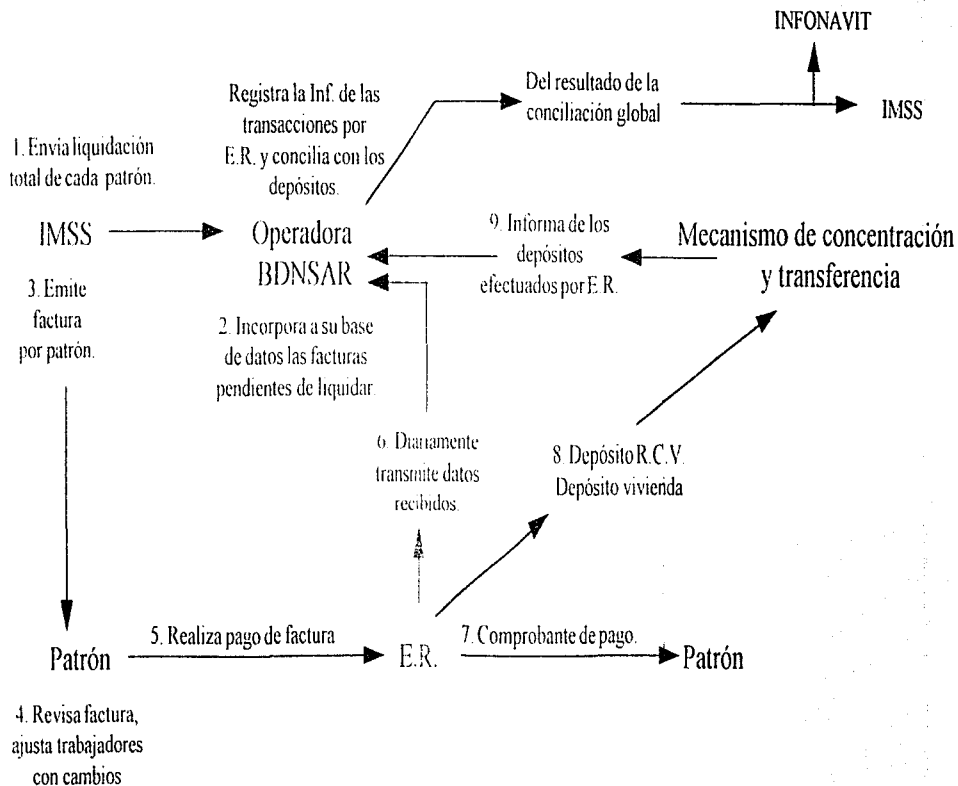 INFONAVIT
Registra la Inf. de las
transacciones por
E.R. y concilia con los
depósitos.
Del resultado de la
conciliación global
IMSS
1. Envia liquidación
total de cada patrón.
IMSS
Operadora
BDNSAR
9. Informa de los
depósitos
efectuados por E.R.
Mecanismo de concentración
y transferencia
3. Emite
factura
por patrón.
2. Incorpora a su base
de datos las facturas
pendientes de liquidar.
6. Diariamente
transmite datos
recibidos.
8. Depósito R.C.V.
Depósito vivienda
Patrón
5. Realiza pago de factura
E.R.
7. Comprobante de pago.
Patrón
4. Revisa factura,
ajusta trabajadores
con cambios